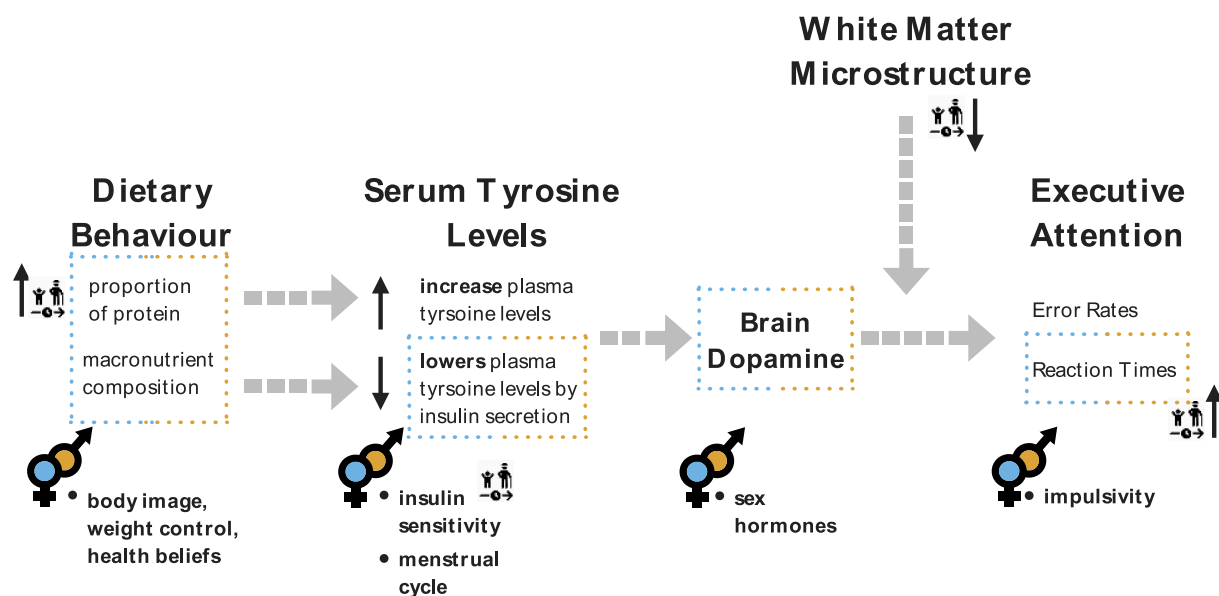 White Matter
Microstructure
Dietary
Behaviour
proportion
of protein
macronutrient
composition
body image,
weight control,
health beliefs
Serum Tyrosine
Levels
increase plasma
tyrsoine levels
lowers plasma
tyrsoine levels by
insulin secretion
insulin
sensitivity
menstrual
cycle
Brain
Dopamine
sex
hormones
Executive
Attention
Error Rates
Reaction Times
impulsivity